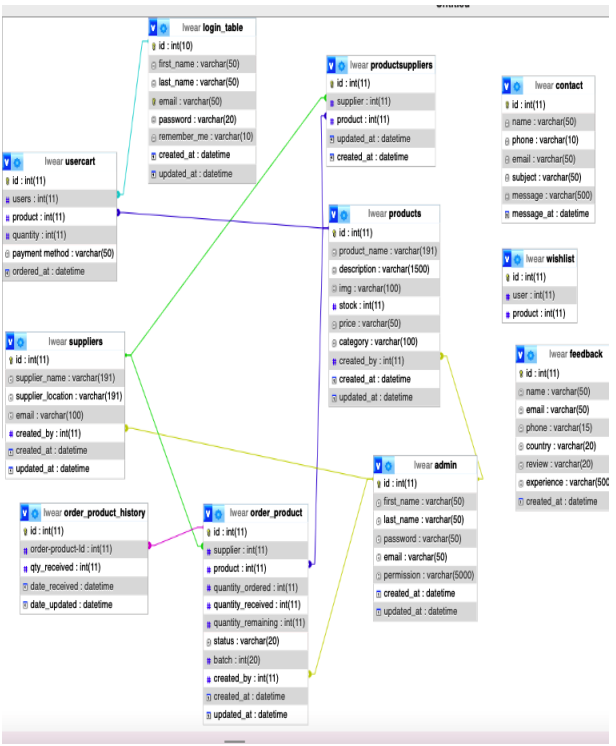 lwear login_table
id : int(10)
first_name : varchar(50)
last_name : varchar(50)
email : varchar(50)
password : varchar(20)
remember_me : varchar(10)
created_at : datetime
updated_at : datetime
lwear productsuppliers
id : int(11)
supplier : int(11)
product : int(11)
updated_at : datetime
created_at : datetime
lwear contact
id : int(11)
name : varchar(50)
phone : varchar(10)
email : varchar(50)
subject : varchar(50)
message : varchar(500)
message_at : datetime
lwear usercart
id : int(11)
users : int(11)
product : int(11)
quantity : int(11)
payment method : varchar(50)
ordered_at : datetime
lwear products
id : int(11)
product_name : varchar(191)
description : varchar(1500)
img : varchar(100)
stock : int(11)
price : varchar(50)
category : varchar(100)
created_by : int(11)
created_at : datetime
updated_at : datetime
lwear wishlist
id : int(11)
user : int(11)
product : int(11)
lwear suppliers
id : int(11)
supplier_name : varchar(191)
supplier_location : varchar(191)
email : varchar(100)
created_by : int(11)
created_at : datetime
updated_at : datetime
lwear feedback
id : int(11)
name : varchar(50)
email : varchar(50)
phone : varchar(15)
country : varchar(20)
review : varchar(20)
experience : varchar(500
created_at : datetime
lwear admin
id : int(11)
first_name : varchar(50)
last_name : varchar(50)
password : varchar(50)
email : varchar(50)
permission : varchar(5000)
created_at : datetime
updated_at : datetime
lwear order_product_history
id : int(11)
order-product-Id : int(11)
qty_received : int(11)
date_received : datetime
date_updated : datetime
lwear order_product
id : int(11)
supplier : int(11)
product : int(11)
quantity_ordered : int(11)
quantity_received : int(11)
quantity_remaining : int(11)
status : varchar(20)
batch : int(20)
created_by : int(11)
created_at : datetime
updated_at : datetime